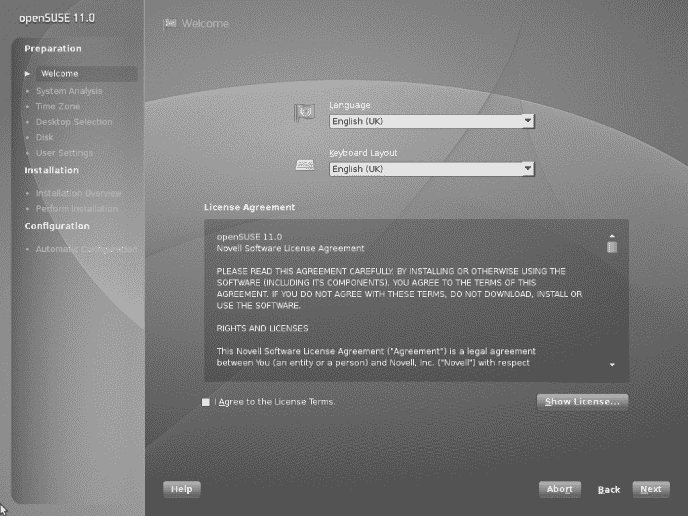 openSUSE 11.0
Preparation
Welcome
System Analysis
Time Zone
Desktop Selection
Disk
User Settings
Installation
Installation Overview
Perform Installation
Configuration
Automatic Configuration
Welcome
Language
English (UK)
Keyboard Layout
English (UK)
License Agreement
openSUSE 11.0
Novell Software License Agreement
PLEASE READ THIS AGREEMENT CAREFULLY. BY INSTALLING OR OTHERWISE USING THE
SOFTWARE (INCLUDING ITS COMPONENTS), YOU AGREE TO THE TERMS OF THIS
AGREEMENT. IF YOU DO NOT AGREE WITH THESE TERMS, DO NOT DOWNLOAD, INSTALL OR
USE THE SOFTWARE.
RIGHTS AND LICENSES
This Novell Software License Agreement ("Agreement") is a legal agreement
between You (an entity or a person) and Novell, Inc. ("Novell") with respect
I Agree to the License Terms.
Show License...
Help
Abort
Back
Next